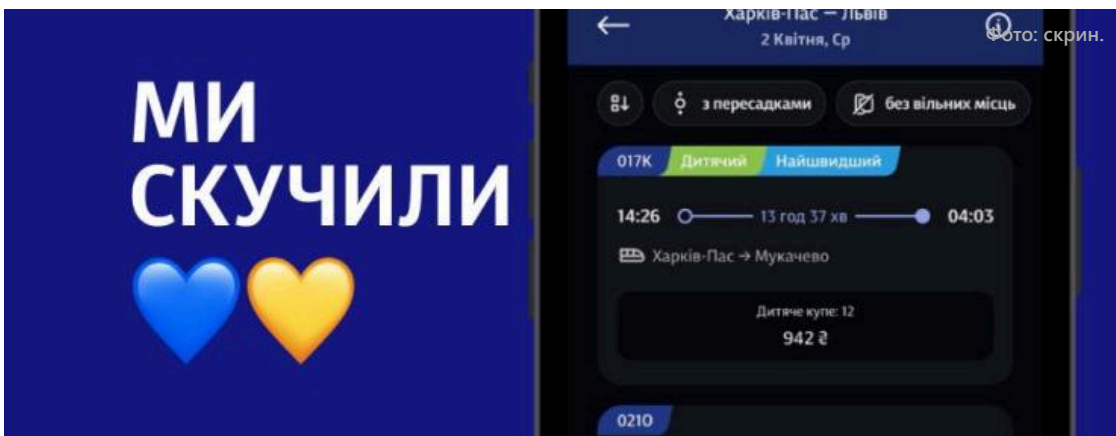 МИ
СКУЧИЛИ
Харків-Пас — Львів
2 Квітня, Ср
Фото: скрин.
з пересадками
без вільних місць
017К Дитячий Найшвидший
14:26 13 год 37 хв 04:03
Харків-Пас → Мукачево
Дитяче купе: 12
942 ₴
021О